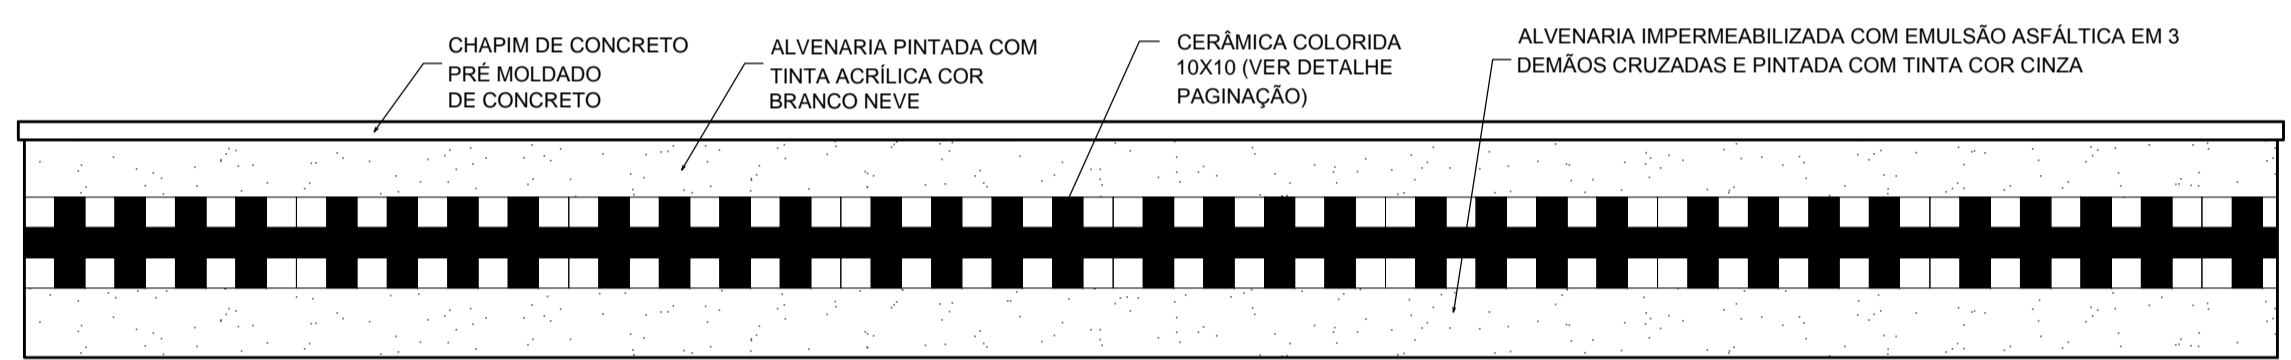 CHAPIM DE CONCRETO
PRÉ MOLDADO
DE CONCRETO
ALVENARIA PINTADA COM
TINTA ACRÍLICA COR
BRANCO NEVE
CERÂMICA COLORIDA
10X10 (VER DETALHE
PAGINAÇÃO)
ALVENARIA IMPERMEABILIZADA COM EMULSÃO ASFÁLTICA EM 3
DEMÃOS CRUZADAS E PINTADA COM TINTA COR CINZA